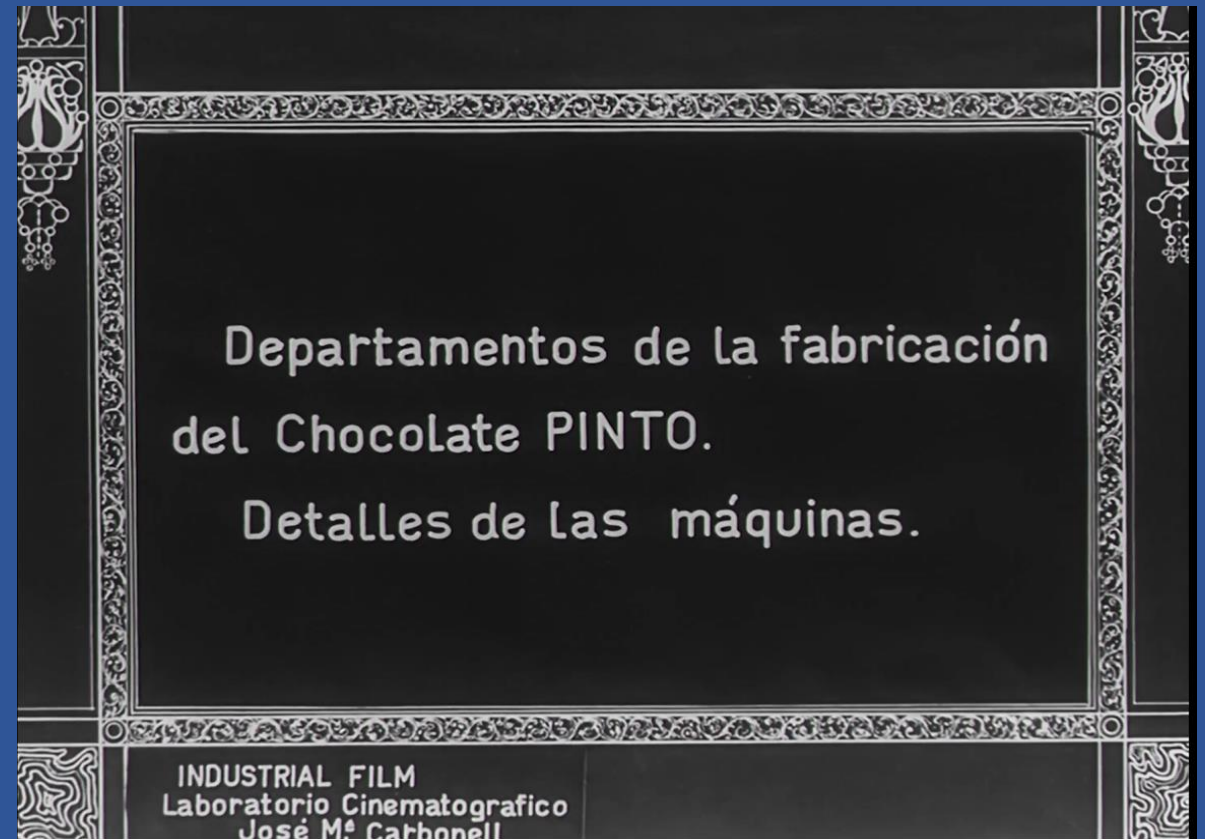 Departamentos de la fabricación
del Chocolate PINTO.
Detalles de las máquinas.
INDUSTRIAL FILM
Laboratorio Cinematografico
José Mª Carbonell